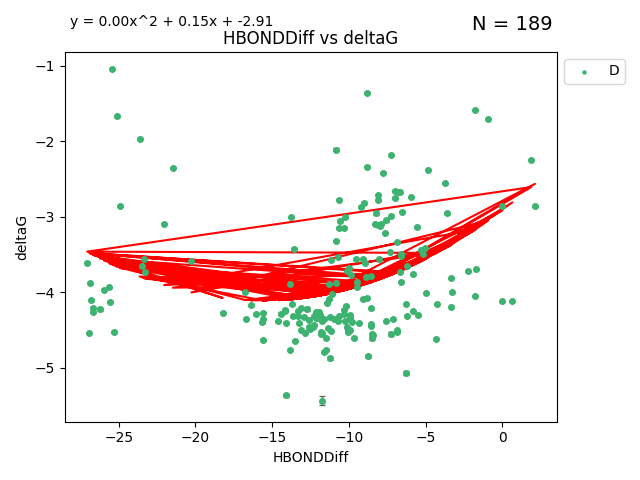 y = 0.00x^2 + 0.15x + -2.91
N = 189
HBONDDiff vs deltaG
D
deltaG
−1
−2
−3
−4
−5
−25
−20
−15
−10
−5
0
HBONDDiff